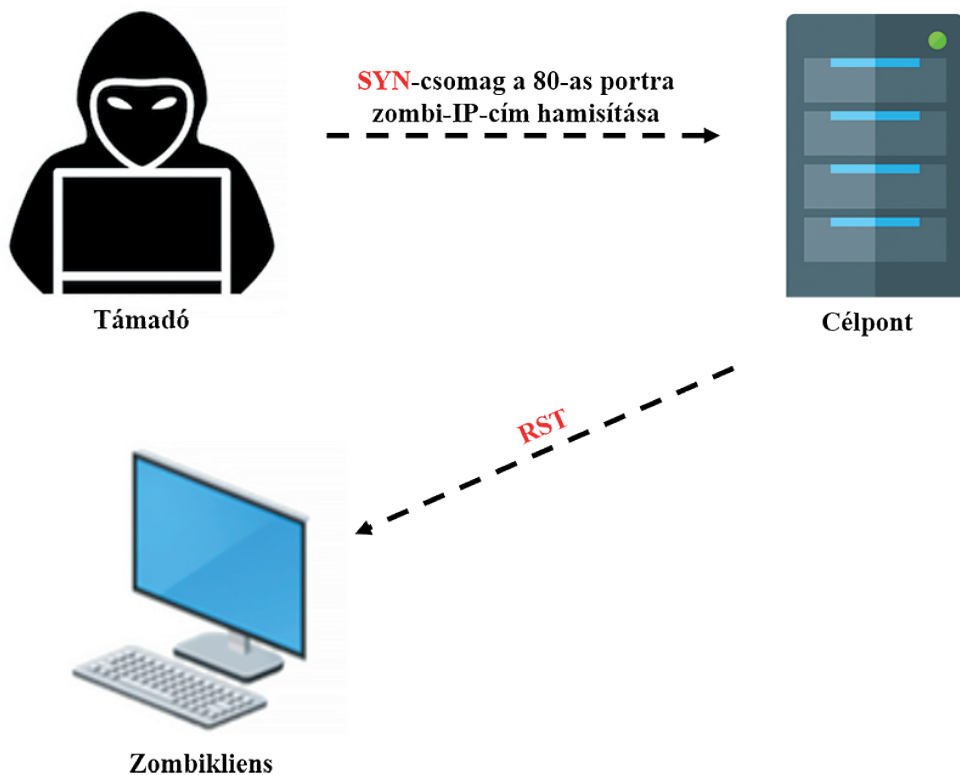 SYN-csomag a 80-as portra
zombi-IP-cím hamisítása
Támadó
Célpont
RST
Zombikliens